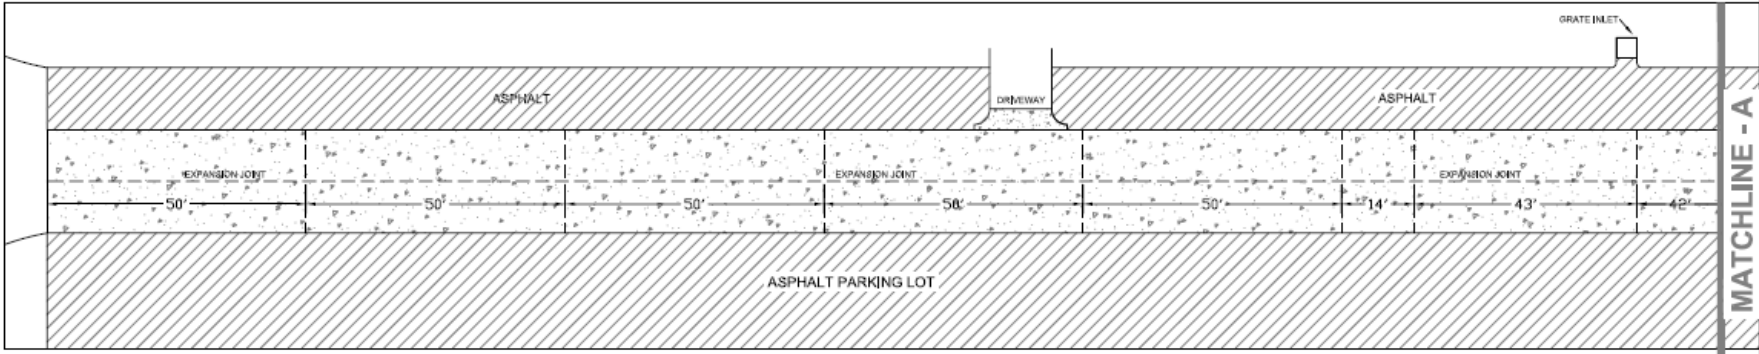 GRATE INLET
ASPHALT
DRIVEWAY
ASPHALT
EXPANSION JOINT
EXPANSION JOINT
EXPANSION JOINT
50'
50'
50'
50'
50'
14'
43'
42'
ASPHALT PARKING LOT
MATCHLINE - A